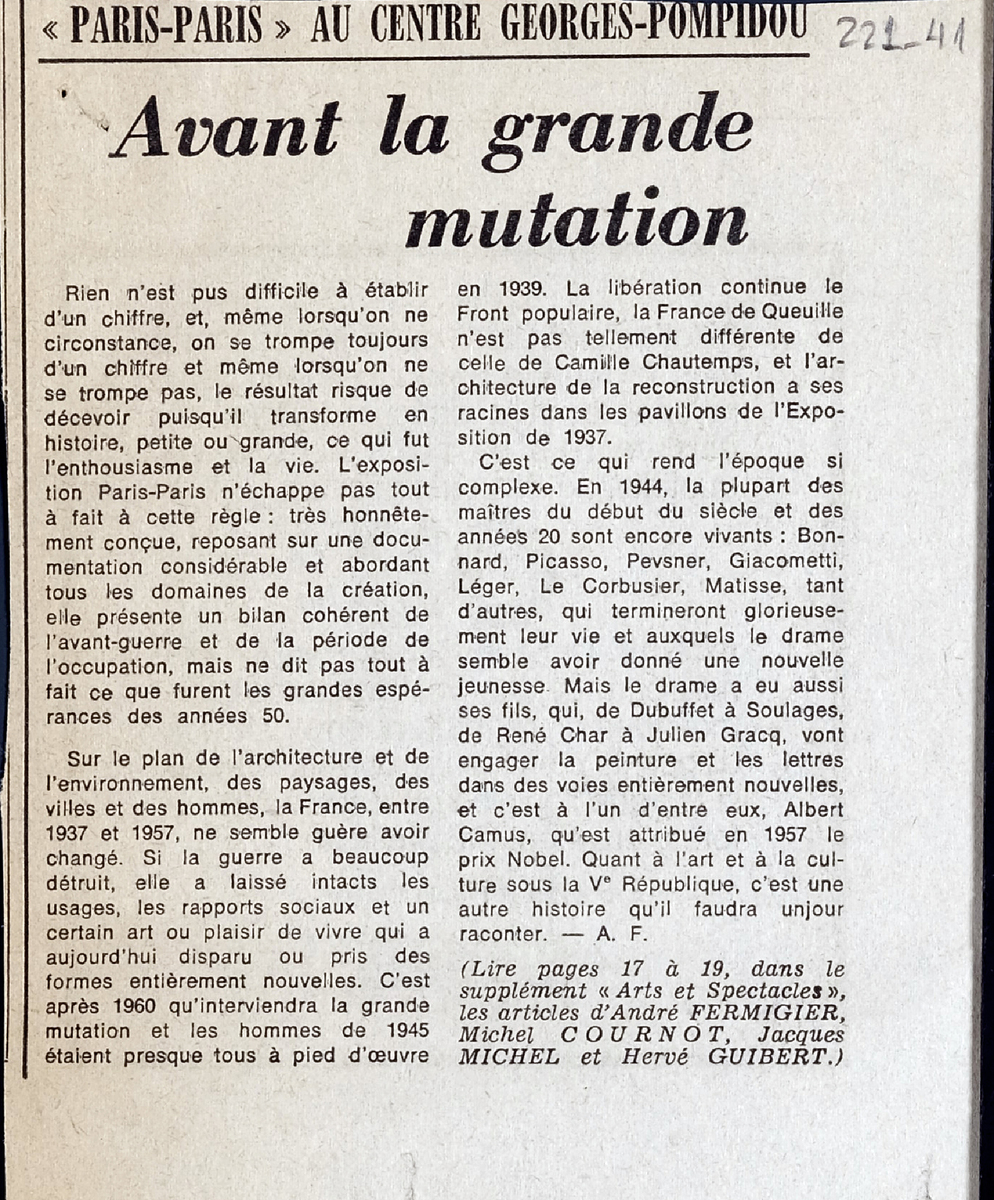 « PARIS-PARIS » AU CENTRE GEORGES-POMPIDOU
221-41
Avant la grande
mutation
Rien n'est pus difficile à établir
d'un chiffre, et, même lorsqu'on ne
circonstance, on se trompe toujours
d'un chiffre et même lorsqu'on ne
se trompe pas, le résultat risque de
décevoir puisqu'il transforme en
histoire, petite ou grande, ce qui fut
l'enthousiasme et la vie. L'exposi-
tion Paris-Paris n'échappe pas tout
à fait à cette règle : très honnête-
ment conçue, reposant sur une docu-
mentation considérable et abordant
tous les domaines de la création,
elle présente un bilan cohérent de
l'avant-guerre et de la période de
l'occupation, mais ne dit pas tout à
fait ce que furent les grandes espé-
rances des années 50.
Sur le plan de l'architecture et de
l'environnement, des paysages, des
villes et des hommes, la France, entre
1937 et 1957, ne semble guère avoir
changé. Si la guerre a beaucoup
détruit, elle a laissé intacts les
usages, les rapports sociaux et un
certain art ou plaisir de vivre qui a
aujourd'hui disparu ou pris des
formes entièrement nouvelles. C'est
après 1960 qu'interviendra la grande
mutation et les hommes de 1945
étaient presque tous à pied d'œuvre
en 1939. La libération continue le
Front populaire, la France de Queuille
n'est pas tellement différente de
celle de Camille Chautemps, et l'ar-
chitecture de la reconstruction a ses
racines dans les pavillons de l'Expo-
sition de 1937.
C'est ce qui rend l'époque si
complexe. En 1944, la plupart des
maîtres du début du siècle et des
années 20 sont encore vivants : Bon-
nard, Picasso, Pevsner, Giacometti,
Léger, Le Corbusier, Matisse, tant
d'autres, qui termineront glorieuse-
ment leur vie et auxquels le drame
semble avoir donné une nouvelle
jeunesse. Mais le drame a eu aussi
ses fils, qui, de Dubuffet à Soulages,
de René Char à Julien Gracq, vont
engager la peinture et les lettres
dans des voies entièrement nouvelles,
et c'est à l'un d'entre eux, Albert
Camus, qu'est attribué en 1957 le
prix Nobel. Quant à l'art et à la cul-
ture sous la Vᵉ République, c'est une
autre histoire qu'il faudra unjour
raconter. — A. F.
(Lire pages 17 à 19, dans le
supplément « Arts et Spectacles »,
les articles d'André FERMIGIER,
Michel COURNOT, Jacques
MICHEL et Hervé GUIBERT.)